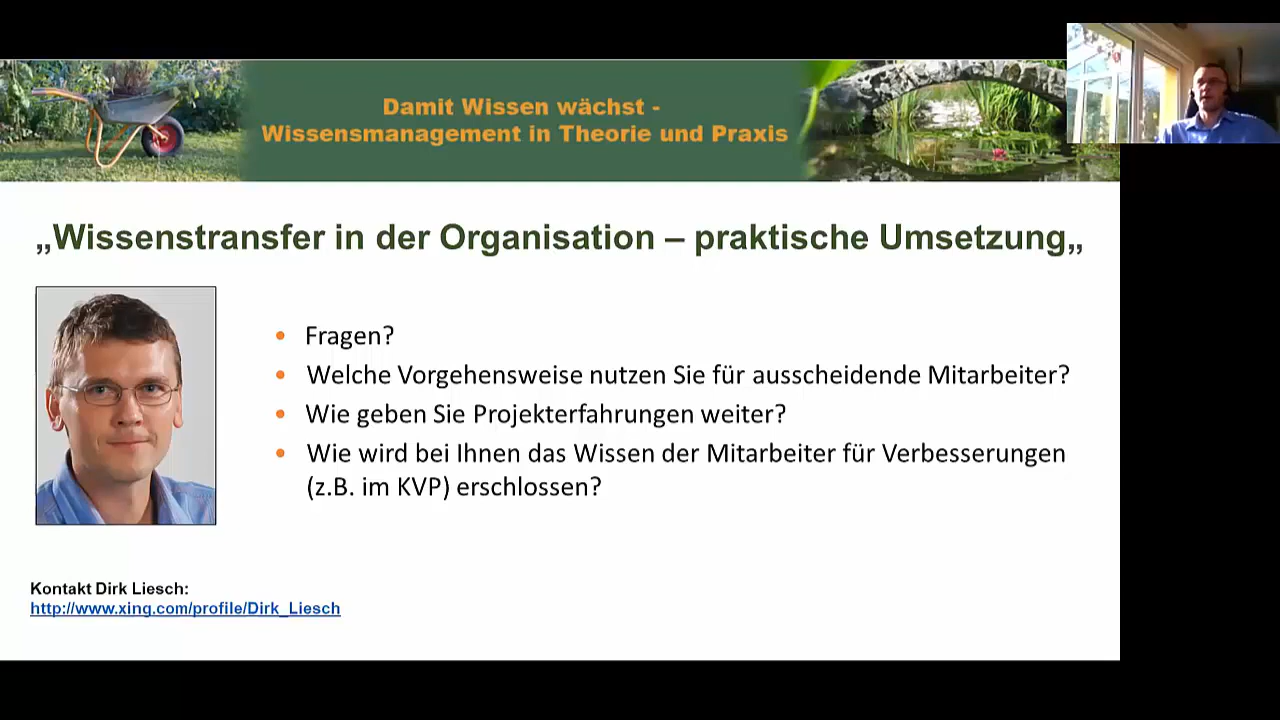 Damit Wissen wächst -
Wissensmanagement in Theorie und Praxis
„Wissenstransfer in der Organisation – praktische Umsetzung„
• Fragen?
• Welche Vorgehensweise nutzen Sie für ausscheidende Mitarbeiter?
• Wie geben Sie Projekterfahrungen weiter?
• Wie wird bei Ihnen das Wissen der Mitarbeiter für Verbesserungen
(z.B. im KVP) erschlossen?
Kontakt Dirk Liesch:
http://www.xing.com/profile/Dirk_Liesch